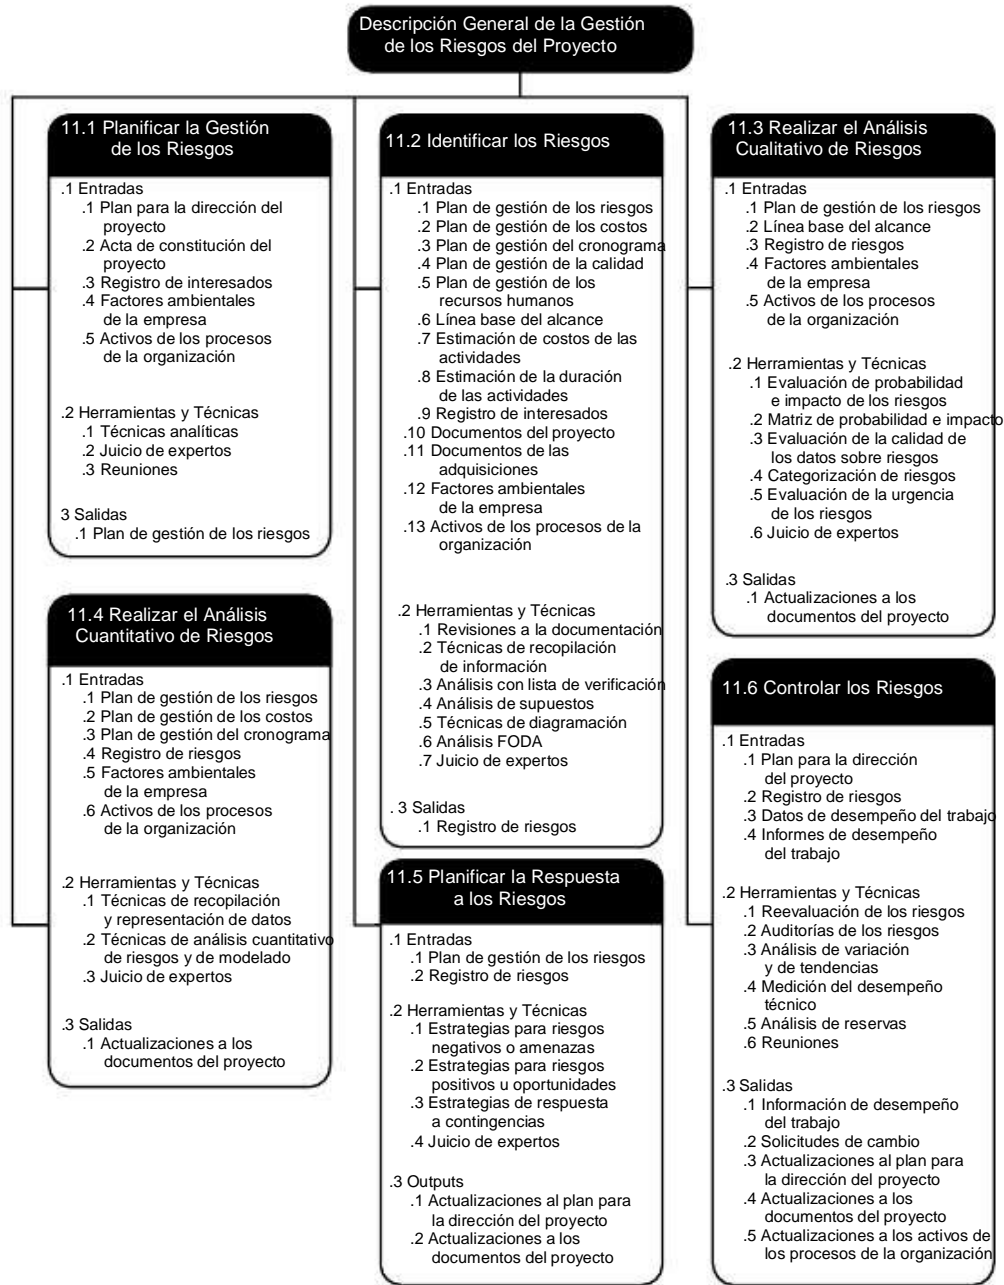 Descripción General de la Gestión
de los Riesgos del Proyecto
11.1 Planificar la Gestión
de los Riesgos
.1 Entradas
.1 Plan para la dirección del
proyecto
.2 Acta de constitución del
proyecto
.3 Registro de interesados
.4 Factores ambientales
de la empresa
.5 Activos de los procesos
de la organización
.2 Herramientas y Técnicas
.1 Técnicas analíticas
.2 Juicio de expertos
.3 Reuniones
3 Salidas
.1 Plan de gestión de los riesgos
11.2 Identificar los Riesgos
.1 Entradas
.1 Plan de gestión de los riesgos
.2 Plan de gestión de los costos
.3 Plan de gestión del cronograma
.4 Plan de gestión de la calidad
.5 Plan de gestión de los
recursos humanos
.6 Línea base del alcance
.7 Estimación de costos de las
actividades
.8 Estimación de la duración
de las actividades
.9 Registro de interesados
.10 Documentos del proyecto
.11 Documentos de las
adquisiciones
.12 Factores ambientales
de la empresa
.13 Activos de los procesos de la
organización
.2 Herramientas y Técnicas
.1 Revisiones a la documentación
.2 Técnicas de recopilación
de información
.3 Análisis con lista de verificación
.4 Análisis de supuestos
.5 Técnicas de diagramación
.6 Análisis FODA
.7 Juicio de expertos
. 3 Salidas
.1 Registro de riesgos
11.3 Realizar el Análisis
Cualitativo de Riesgos
.1 Entradas
.1 Plan de gestión de los riesgos
.2 Línea base del alcance
.3 Registro de riesgos
.4 Factores ambientales
de la empresa
.5 Activos de los procesos
de la organización
.2 Herramientas y Técnicas
.1 Evaluación de probabilidad
e impacto de los riesgos
.2 Matriz de probabilidad e impacto
.3 Evaluación de la calidad de
los datos sobre riesgos
.4 Categorización de riesgos
.5 Evaluación de la urgencia
de los riesgos
.6 Juicio de expertos
.3 Salidas
.1 Actualizaciones a los
documentos del proyecto
11.4 Realizar el Análisis
Cuantitativo de Riesgos
.1 Entradas
.1 Plan de gestión de los riesgos
.2 Plan de gestión de los costos
.3 Plan de gestión del cronograma
.4 Registro de riesgos
.5 Factores ambientales
de la empresa
.6 Activos de los procesos
de la organización
.2 Herramientas y Técnicas
.1 Técnicas de recopilación
y representación de datos
.2 Técnicas de análisis cuantitativo
de riesgos y de modelado
.3 Juicio de expertos
.3 Salidas
.1 Actualizaciones a los
documentos del proyecto
11.5 Planificar la Respuesta
a los Riesgos
.1 Entradas
.1 Plan de gestión de los riesgos
.2 Registro de riesgos
.2 Herramientas y Técnicas
.1 Estrategias para riesgos
negativos o amenazas
.2 Estrategias para riesgos
positivos u oportunidades
.3 Estrategias de respuesta
a contingencias
.4 Juicio de expertos
.3 Outputs
.1 Actualizaciones al plan para
la dirección del proyecto
.2 Actualizaciones a los
documentos del proyecto
11.6 Controlar los Riesgos
.1 Entradas
.1 Plan para la dirección
del proyecto
.2 Registro de riesgos
.3 Datos de desempeño del trabajo
.4 Informes de desempeño
del trabajo
.2 Herramientas y Técnicas
.1 Reevaluación de los riesgos
.2 Auditorías de los riesgos
.3 Análisis de variación
y de tendencias
.4 Medición del desempeño
técnico
.5 Análisis de reservas
.6 Reuniones
.3 Salidas
.1 Información de desempeño
del trabajo
.2 Solicitudes de cambio
.3 Actualizaciones al plan para
la dirección del proyecto
.4 Actualizaciones a los
documentos del proyecto
.5 Actualizaciones a los activos de
los procesos de la organización